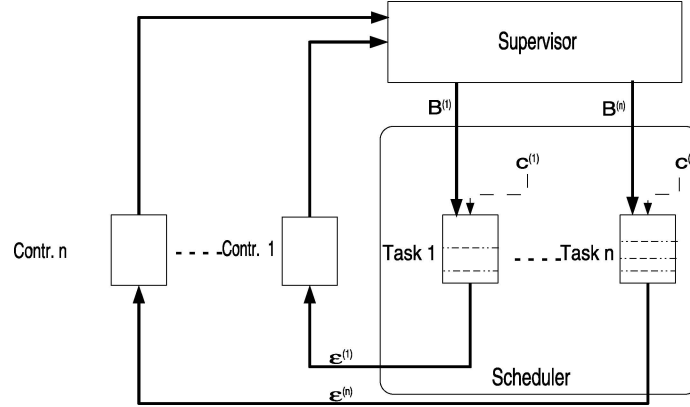 Supervisor
B(1)
B(n)
c(1)
c(
Contr. n
Contr. 1
Task 1
Task n
ε(1)
Scheduler
ε(n)